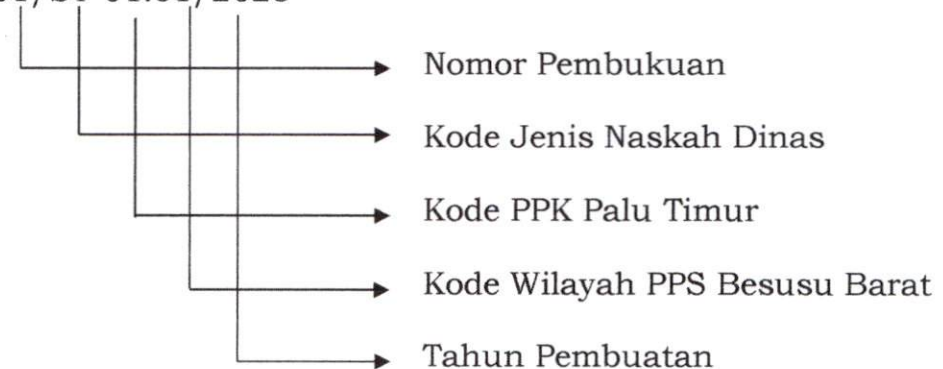 Nomor Pembukuan
Kode Jenis Naskah Dinas
Kode PPK Palu Timur
Kode Wilayah PPS Besusu Barat
Tahun Pembuatan